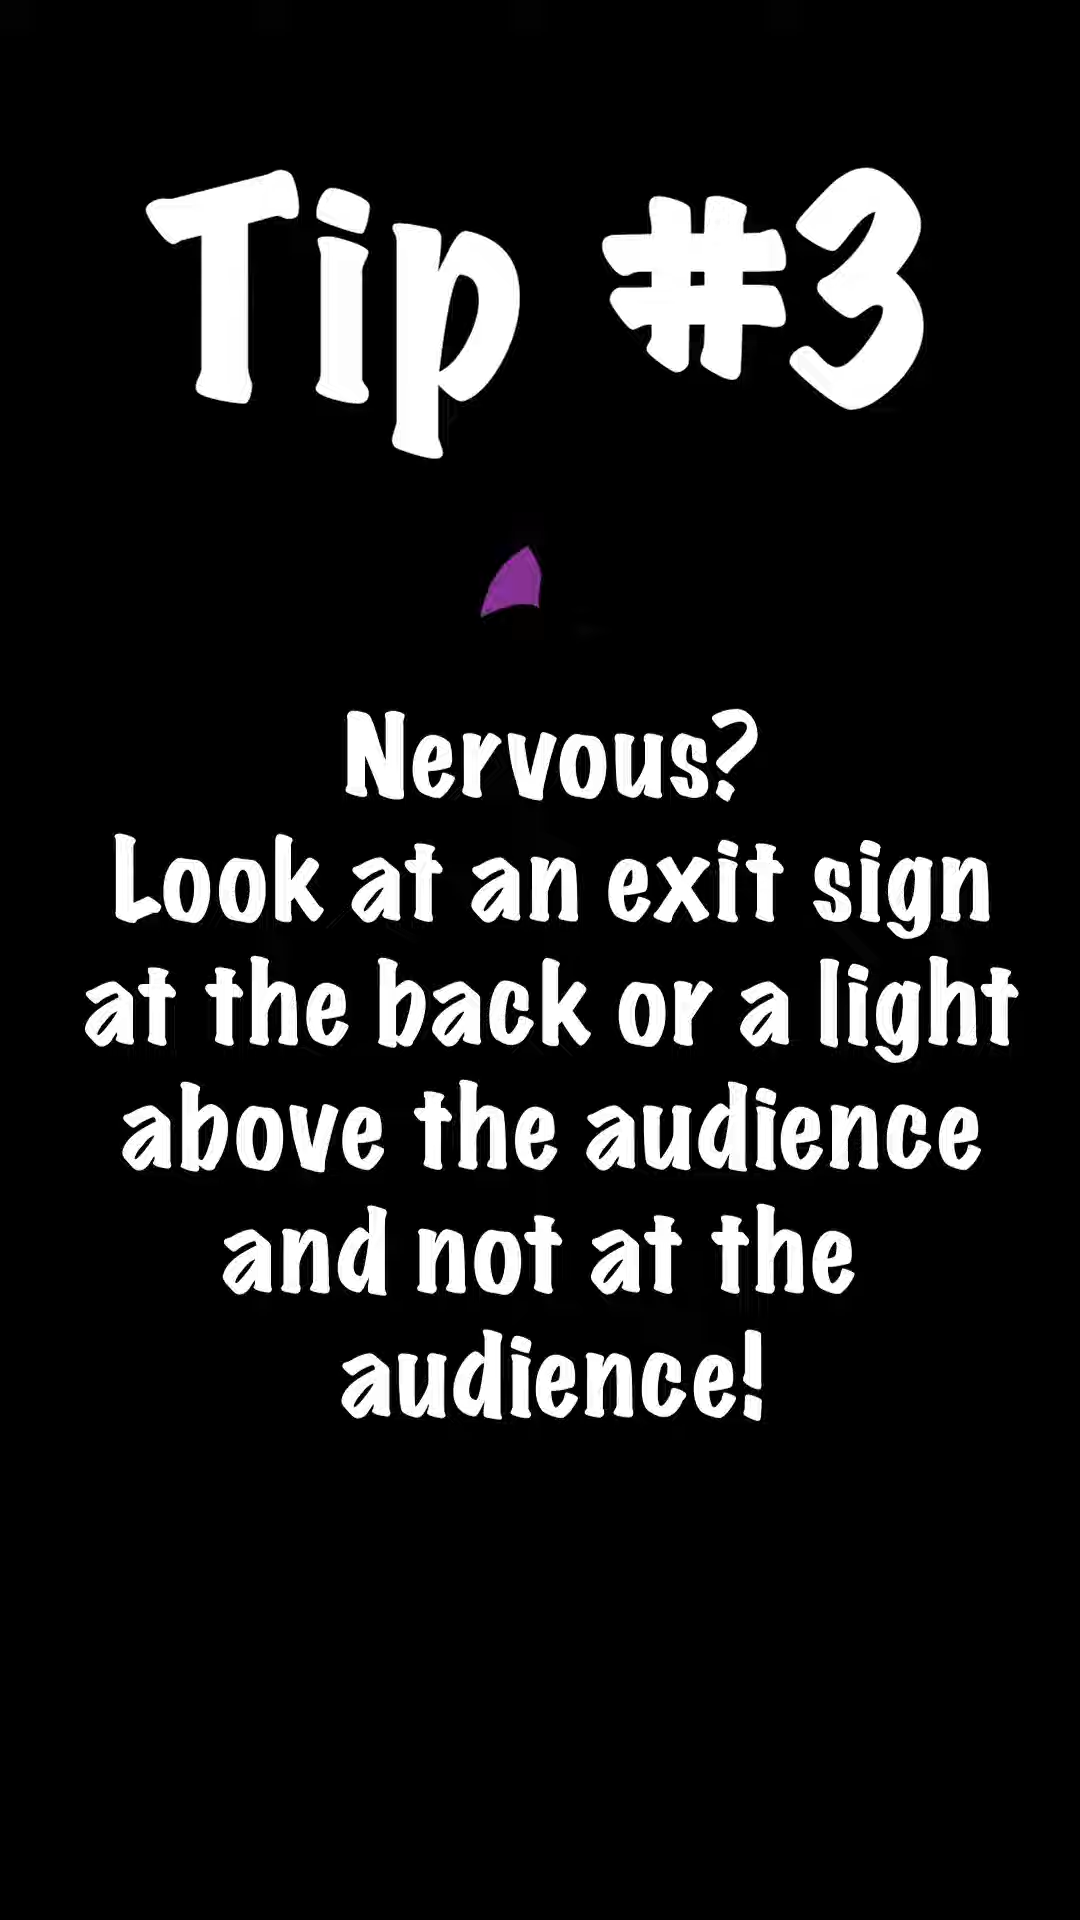 Tip #3
Nervous?
Look at an exit sign
at the back or a light
above the audience
and not at the
audience!